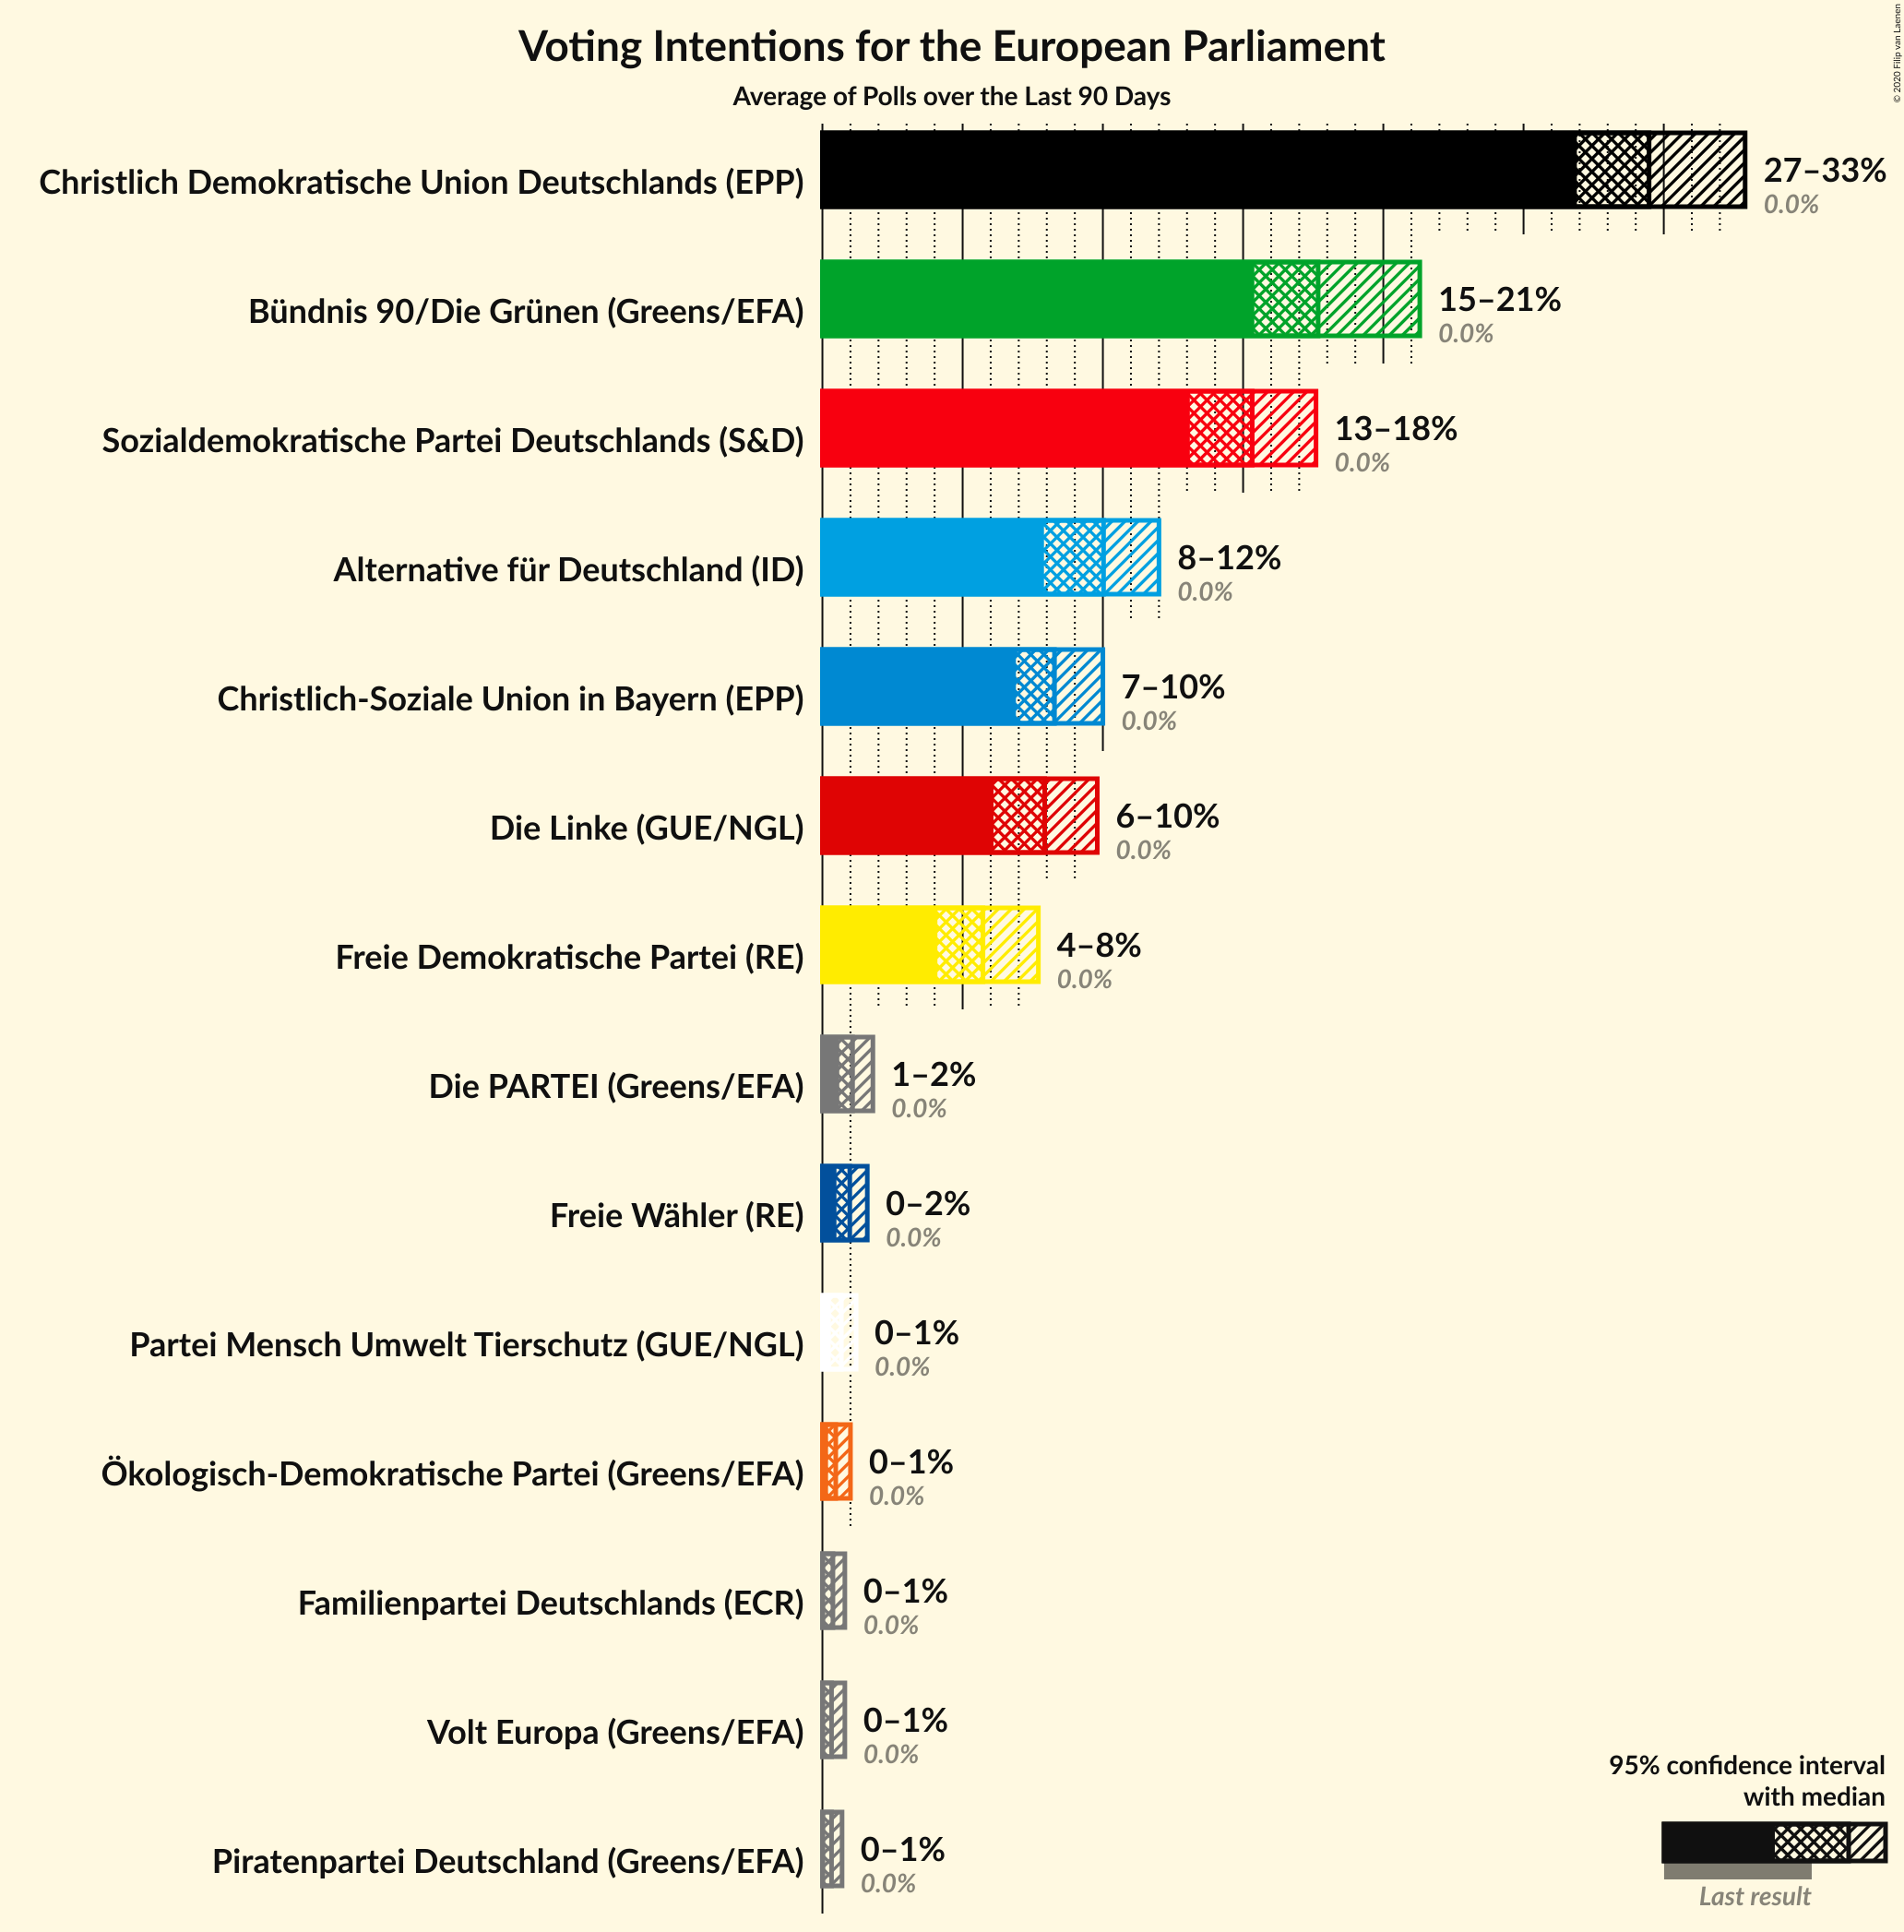 © 2020 Filip van Laenen
Voting Intentions for the European Parliament
Average of Polls over the Last 90 Days
Christlich Demokratische Union Deutschlands (EPP)
27–33%
0.0%
Bündnis 90/Die Grünen (Greens/EFA)
15–21%
0.0%
Sozialdemokratische Partei Deutschlands (S&D)
13–18%
0.0%
Alternative für Deutschland (ID)
8–12%
0.0%
Christlich-Soziale Union in Bayern (EPP)
7–10%
0.0%
Die Linke (GUE/NGL)
6–10%
0.0%
Freie Demokratische Partei (RE)
4–8%
0.0%
Die PARTEI (Greens/EFA)
1–2%
0.0%
Freie Wähler (RE)
0–2%
0.0%
Partei Mensch Umwelt Tierschutz (GUE/NGL)
0–1%
0.0%
Ökologisch-Demokratische Partei (Greens/EFA)
0–1%
0.0%
Familienpartei Deutschlands (ECR)
0–1%
0.0%
Volt Europa (Greens/EFA)
0–1%
0.0%
Piratenpartei Deutschland (Greens/EFA)
0–1%
0.0%
95% confidence interval
with median
Last result